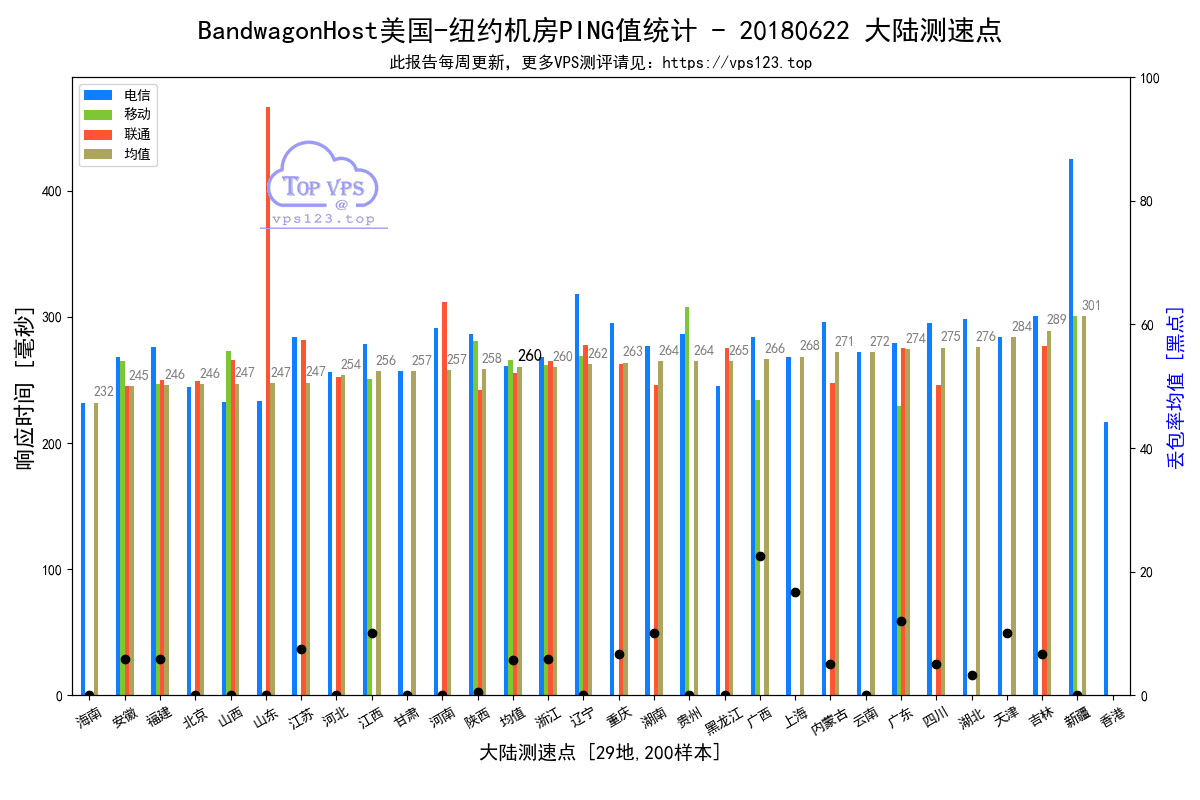 BandwagonHost美国-纽约机房PING值统计 - 20180622 大陆测速点
此报告每周更新，更多VPS测评请见：https://vps123.top
电信
移动
联通
均值
TOP VPS
@
vps123.top
响应时间 [毫秒]
丢包率均值 [黑点]
400
300
200
100
0
100
80
60
40
20
0
232
245
246
246
247
247
247
254
256
257
257
258
260
260
262
263
264
264
265
266
268
271
272
274
275
276
284
289
301
海南
安徽
福建
北京
山西
山东
江苏
河北
江西
甘肃
河南
陕西
均值
浙江
辽宁
重庆
湖南
贵州
黑龙江
广西
上海
内蒙古
云南
广东
四川
湖北
天津
吉林
新疆
香港
大陆测速点 [29地,200样本]